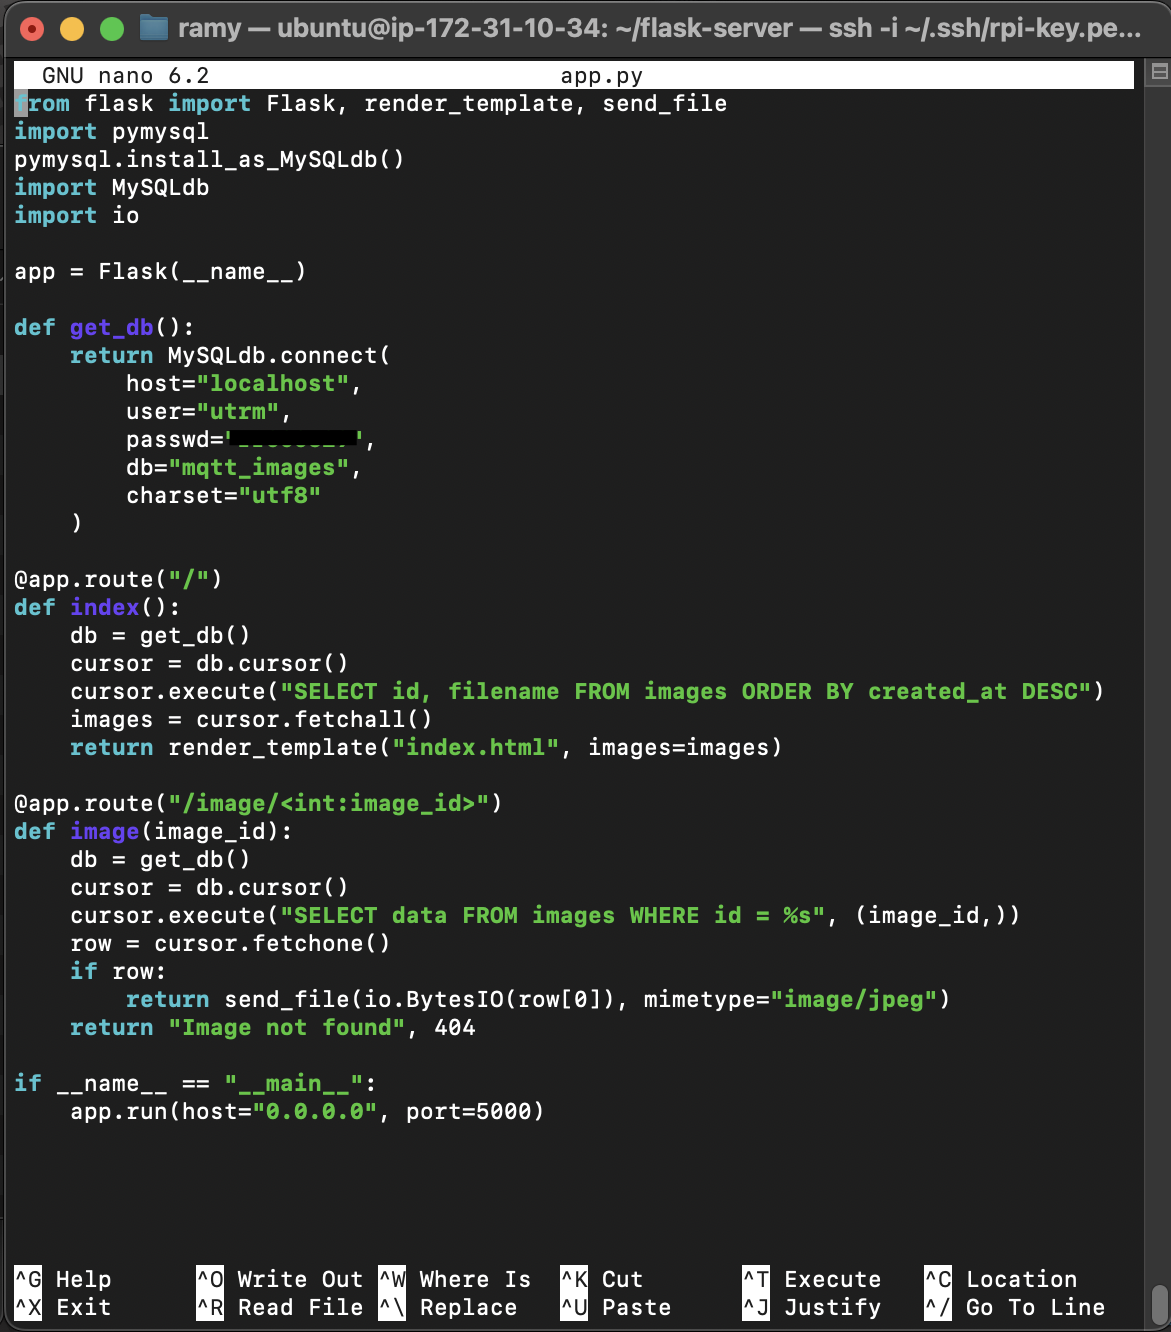 ramy — ubuntu@ip-172-31-10-34: ~/flask-server — ssh -i ~/.ssh/rpi-key.pe...
GNU nano 6.2 app.py
from flask import Flask, render_template, send_file
import pymysql
pymysql.install_as_MySQLdb()
import MySQLdb
import io

app = Flask(__name__)

def get_db():
    return MySQLdb.connect(
        host="localhost",
        user="utrm",
        passwd=' ',
        db="mqtt_images",
        charset="utf8"
    )

@app.route("/")
def index():
    db = get_db()
    cursor = db.cursor()
    cursor.execute("SELECT id, filename FROM images ORDER BY created_at DESC")
    images = cursor.fetchall()
    return render_template("index.html", images=images)

@app.route("/image/<int:image_id>")
def image(image_id):
    db = get_db()
    cursor = db.cursor()
    cursor.execute("SELECT data FROM images WHERE id = %s", (image_id,))
    row = cursor.fetchone()
    if row:
        return send_file(io.BytesIO(row[0]), mimetype="image/jpeg")
    return "Image not found", 404

if __name__ == "__main__":
    app.run(host="0.0.0.0", port=5000)

^G Help ^O Write Out ^W Where Is ^K Cut ^T Execute ^C Location
^X Exit ^R Read File ^\ Replace ^U Paste ^J Justify ^/ Go To Line